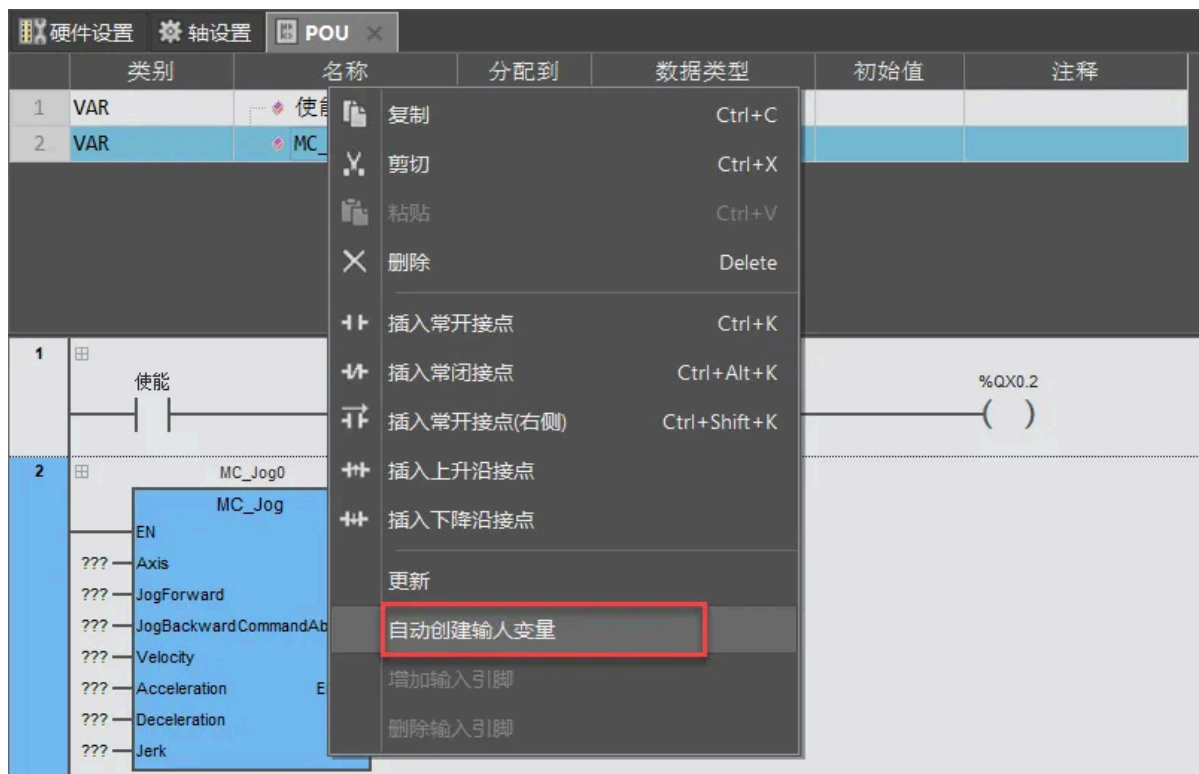 硬件设置 轴设置 POU
类别 名称 分配到 数据类型 初始值 注释
1 VAR 使能
2 VAR MC_
复制 Ctrl+C
剪切 Ctrl+X
粘贴 Ctrl+V
删除 Delete
插入常开接点 Ctrl+K
插入常闭接点 Ctrl+Alt+K
插入常开接点(右侧) Ctrl+Shift+K
插入上升沿接点
插入下降沿接点
更新
自动创建输人变量
增加输入引脚
删除输入引脚
1
使能
%QX0.2
2
MC_Jog0
MC_Jog
EN
??? Axis
??? JogForward
??? JogBackward CommandAb
??? Velocity
??? Acceleration E
??? Deceleration
??? Jerk